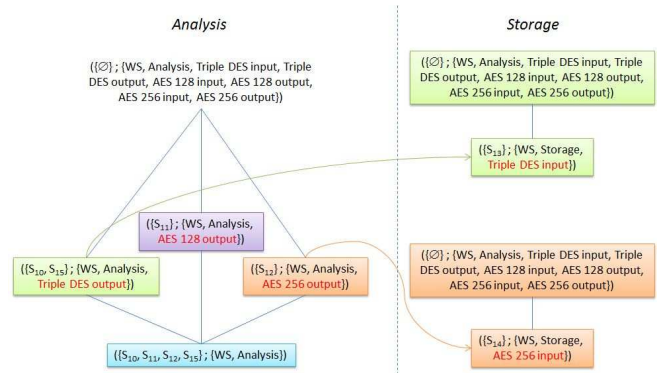 Analysis
Storage
({∅} ; {WS, Analysis, Triple DES input, Triple
DES output, AES 128 input, AES 128 output,
AES 256 input, AES 256 output})
({∅} ; {WS, Analysis, Triple DES input, Triple
DES output, AES 128 input, AES 128 output,
AES 256 input, AES 256 output})
({S13} ; {WS, Storage,
Triple DES input})
({S11} ; {WS, Analysis,
AES 128 output})
({S10, S15} ; {WS, Analysis,
Triple DES output})
({S12} ; {WS, Analysis,
AES 256 output})
({∅} ; {WS, Analysis, Triple DES input, Triple
DES output, AES 128 input, AES 128 output,
AES 256 input, AES 256 output})
({S10, S11, S12, S15} ; {WS, Analysis})
({S14} ; {WS, Storage,
AES 256 input})